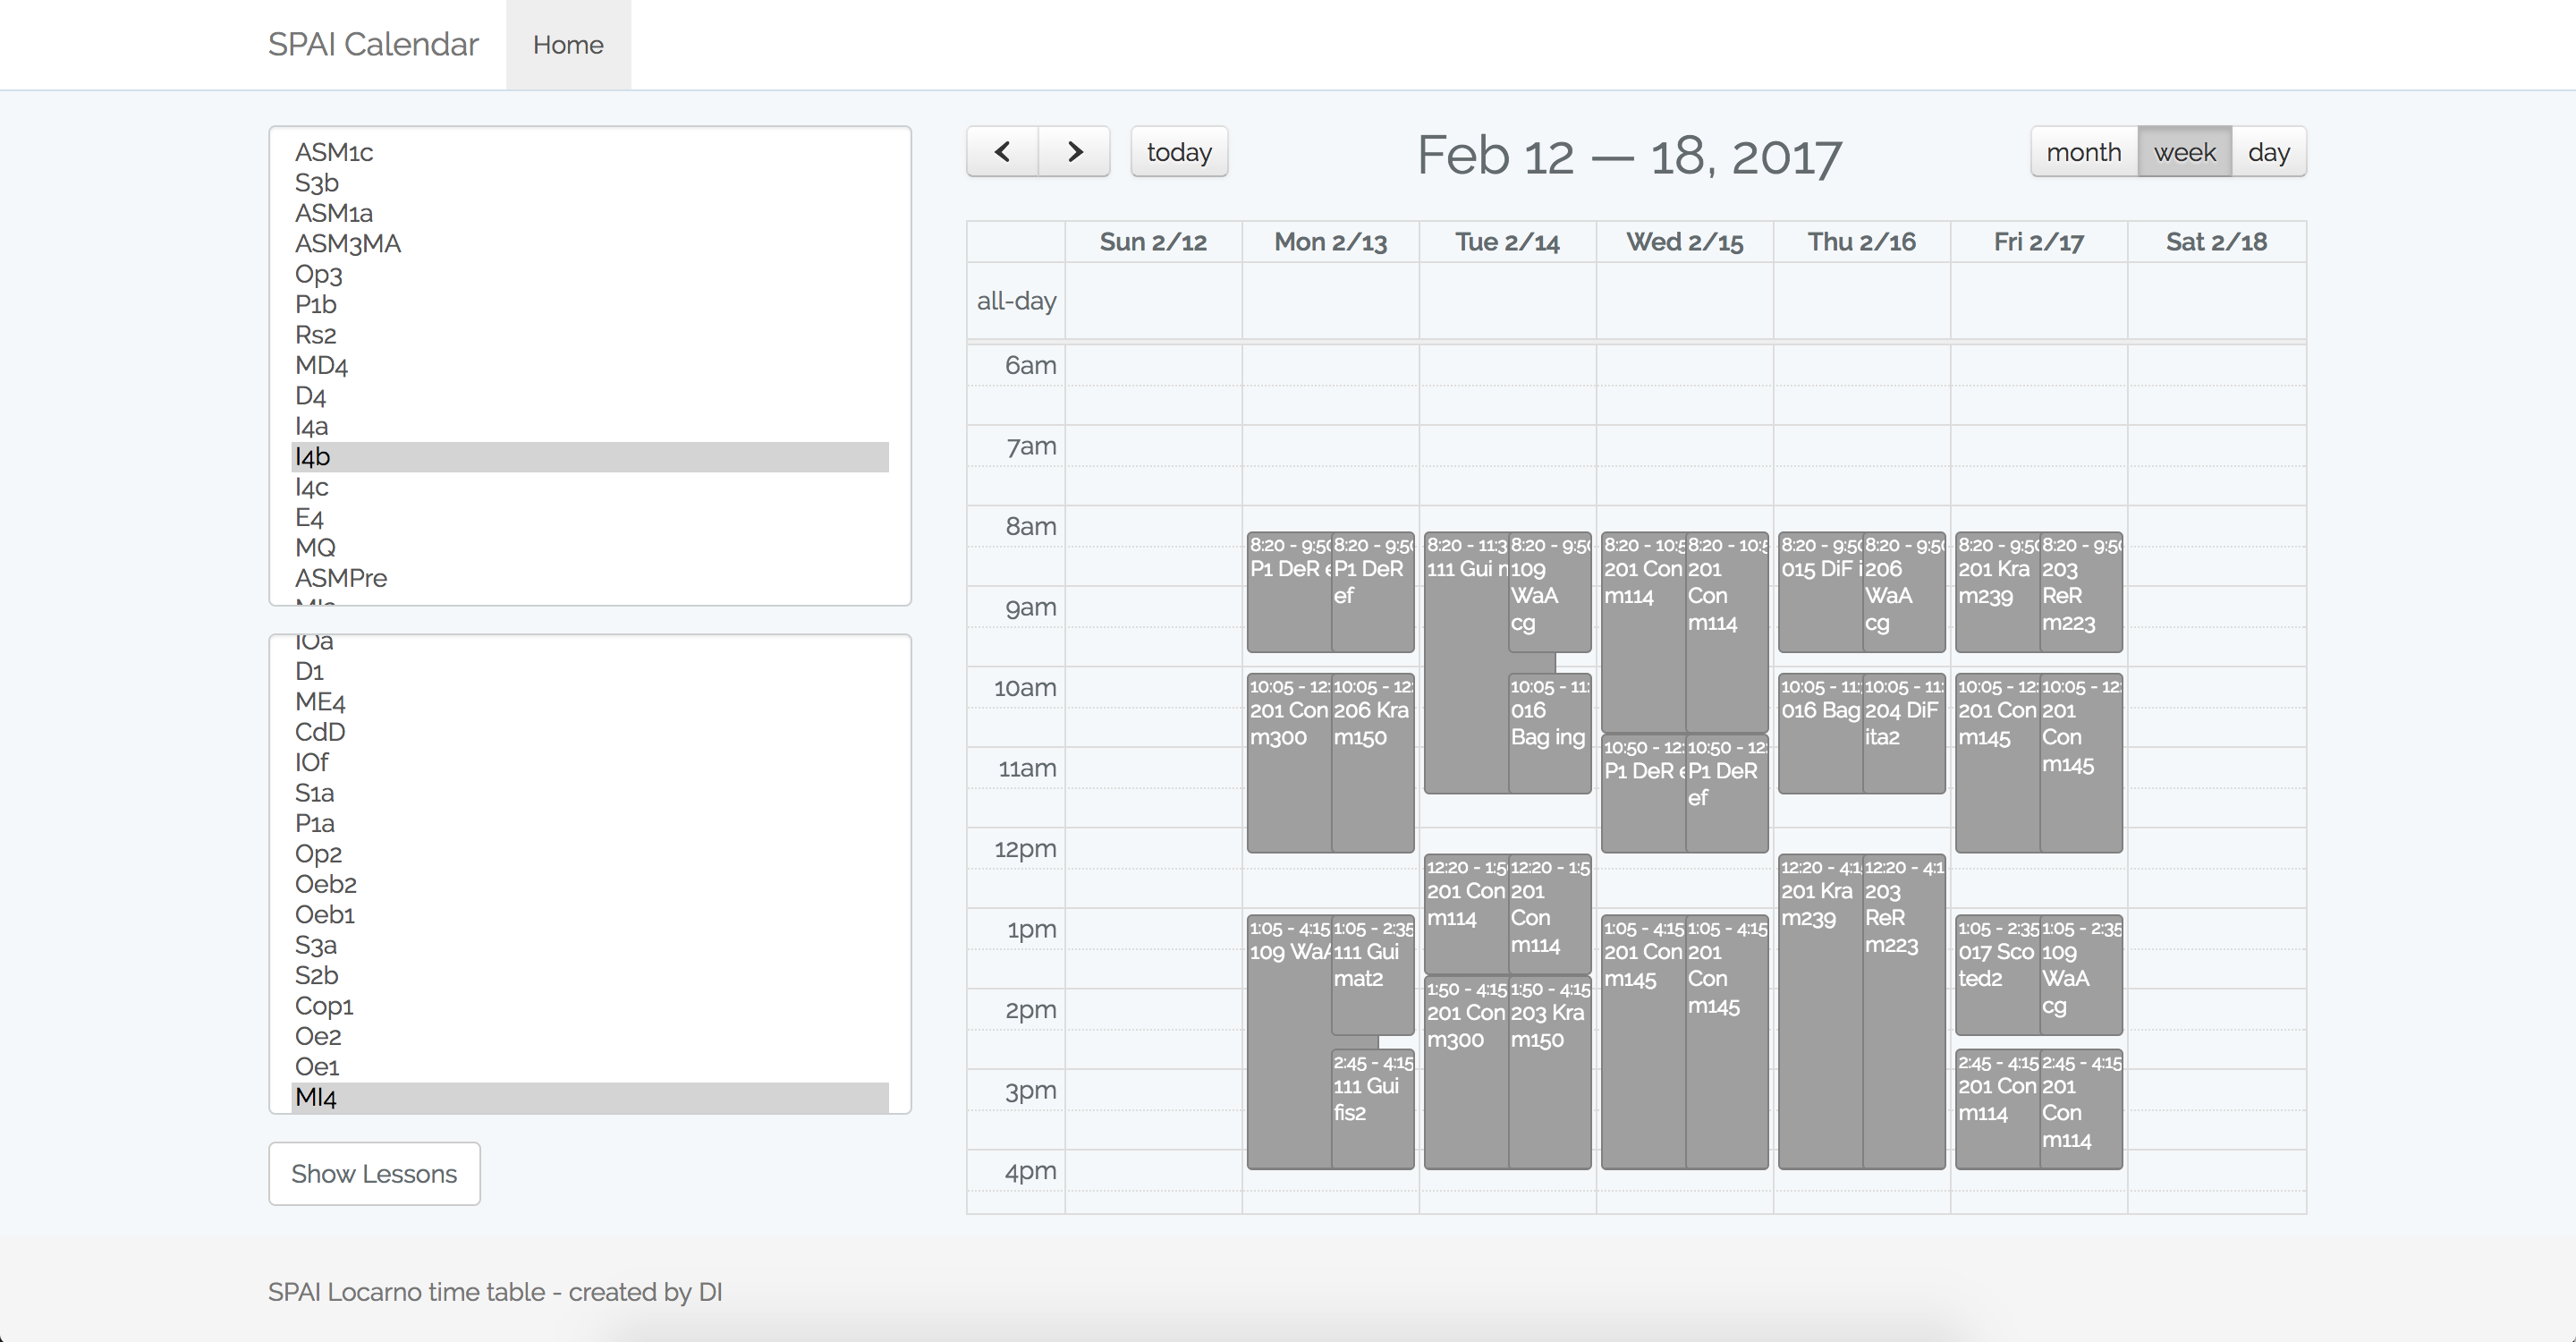 SPAI Calendar Home
ASM1c
S3b
ASM1a
ASM3MA
Op3
P1b
Rs2
MD4
D4
I4a
I4b
I4c
E4
MQ
ASMPre
IOa
D1
ME4
CdD
IOf
S1a
P1a
Op2
Oeb2
Oeb1
S3a
S2b
Cop1
Oe2
Oe1
MI4
Show Lessons
today
Feb 12 — 18, 2017
month week day
Sun 2/12 Mon 2/13 Tue 2/14 Wed 2/15 Thu 2/16 Fri 2/17 Sat 2/18
all-day
6am
7am
8am
9am
10am
11am
12pm
1pm
2pm
3pm
4pm
8:20 - 9:50
P1 DeR e
8:20 - 9:50
P1 DeR
ef
10:05 - 12:
201 Con
m300
10:05 - 12:
206 Kra
m150
1:05 - 4:15
109 WaA
1:05 - 2:35
111 Gui
mat2
2:45 - 4:15
111 Gui
fis2
8:20 - 11:3
111 Gui
8:20 - 9:50
109
WaA
cg
10:05 - 11:
016
Bag ing
12:20 - 1:5
201 Con
m114
12:20 - 1:5
201
Con
m114
1:50 - 4:15
201 Con
m300
1:50 - 4:15
203 Kra
m150
8:20 - 10:5
201 Con
m114
8:20 - 10:5
201
Con
m114
10:50 - 12:
P1 DeR e
10:50 - 12:
P1 DeR
ef
1:05 - 4:15
201 Con
m145
1:05 - 4:15
201
Con
m145
8:20 - 9:50
015 DiF i
8:20 - 9:50
206
WaA
cg
10:05 - 11:
016 Bag
10:05 - 11:
204 DiF
ita2
12:20 - 4:1
201 Kra
m239
12:20 - 4:1
203
ReR
m223
8:20 - 9:50
201 Kra
m239
8:20 - 9:50
203
ReR
m223
10:05 - 12:
201 Con
m145
10:05 - 12:
201
Con
m145
1:05 - 2:35
017 Sco
ted2
1:05 - 2:35
109
WaA
cg
2:45 - 4:15
201 Con
m114
2:45 - 4:15
201
Con
m114
SPAI Locarno time table - created by DI